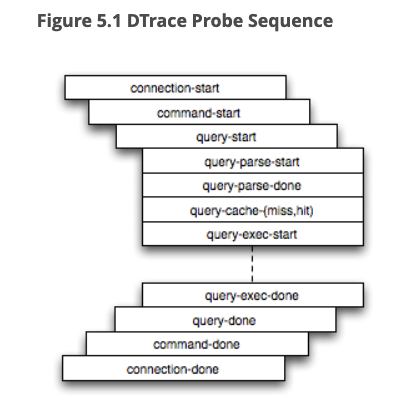 Figure 5.1 DTrace Probe Sequence
connection-start
command-start
query-start
query-parse-start
query-parse-done
query-cache-(miss,hit)
query-exec-start
query-exec-done
query-done
command-done
connection-done